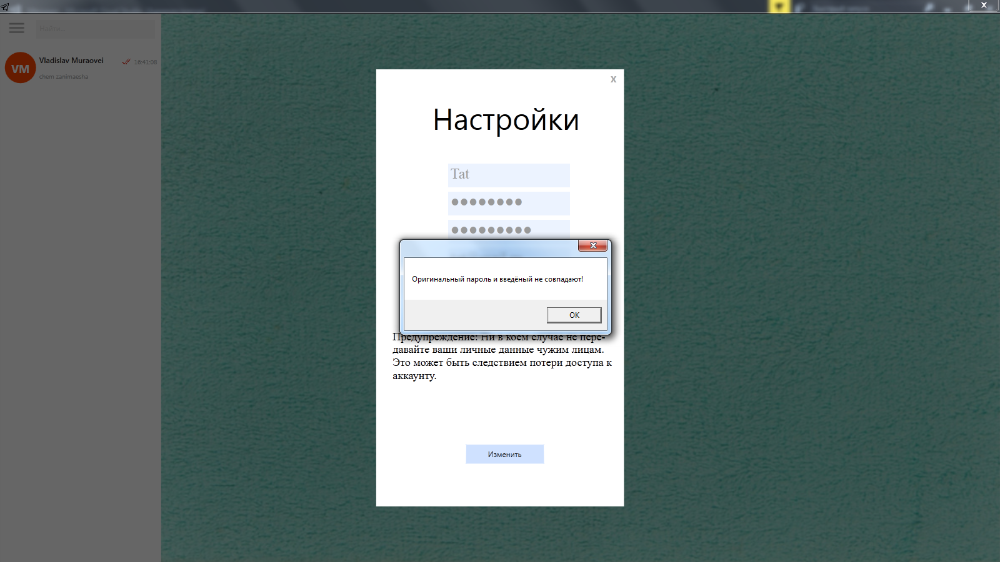 Найти...
Vladislav Muraovei
16:41:08
VM
chem zanimaesha
x
Настройки
Tat
Оригинальный пароль и введёный не совпадают!
OK
Предупреждение: Ни в коем случае не пере-
давайте ваши личные данные чужим лицам.
Это может быть следствием потери доступа к
аккаунту.
Изменить